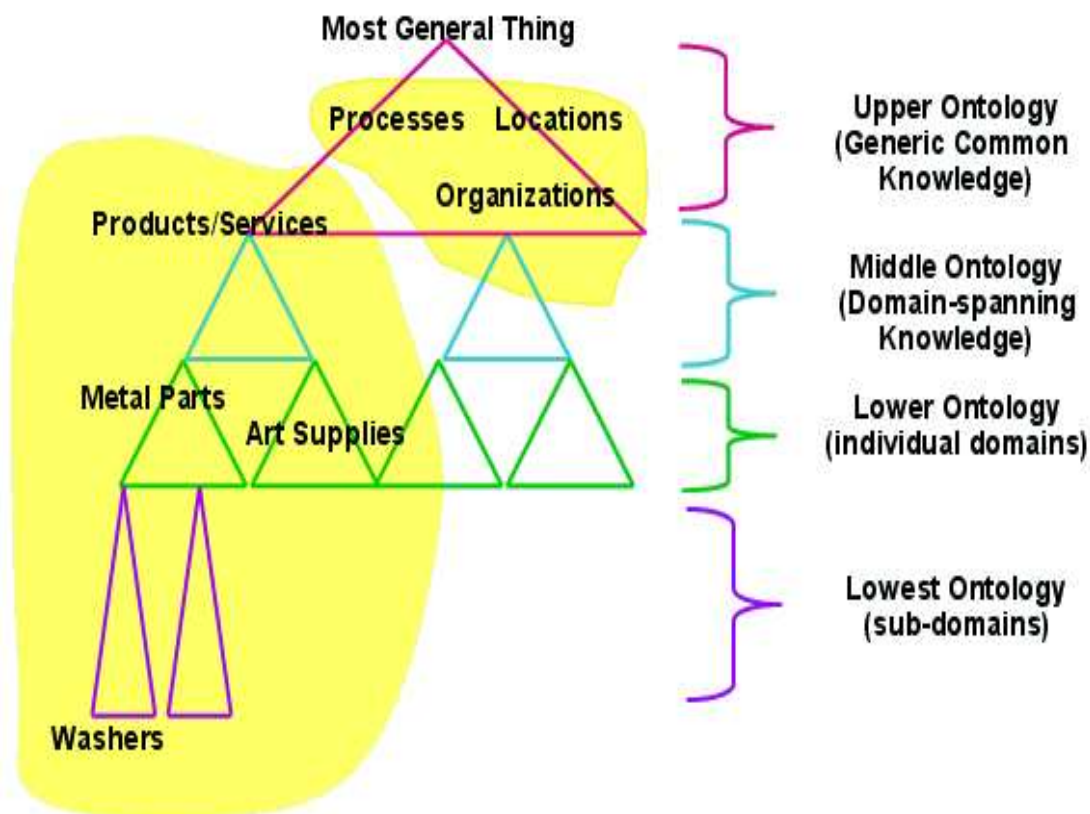 Most General Thing
Processes
Locations
Organizations
Products/Services
Metal Parts
Art Supplies
Washers
Upper Ontology
(Generic Common
Knowledge)
Middle Ontology
(Domain-spanning
Knowledge)
Lower Ontology
(individual domains)
Lowest Ontology
(sub-domains)